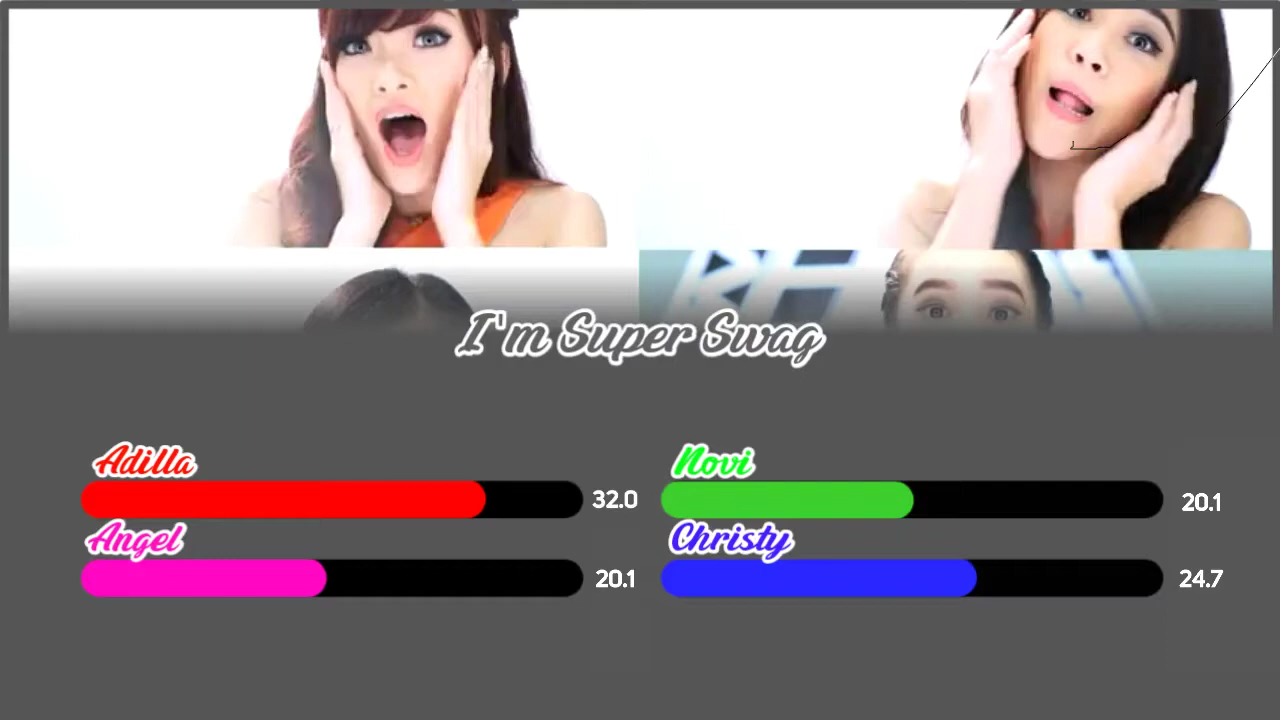 I'm Super Swag
Adilla
32.0
Novi
20.1
Angel
20.1
Christy
24.7